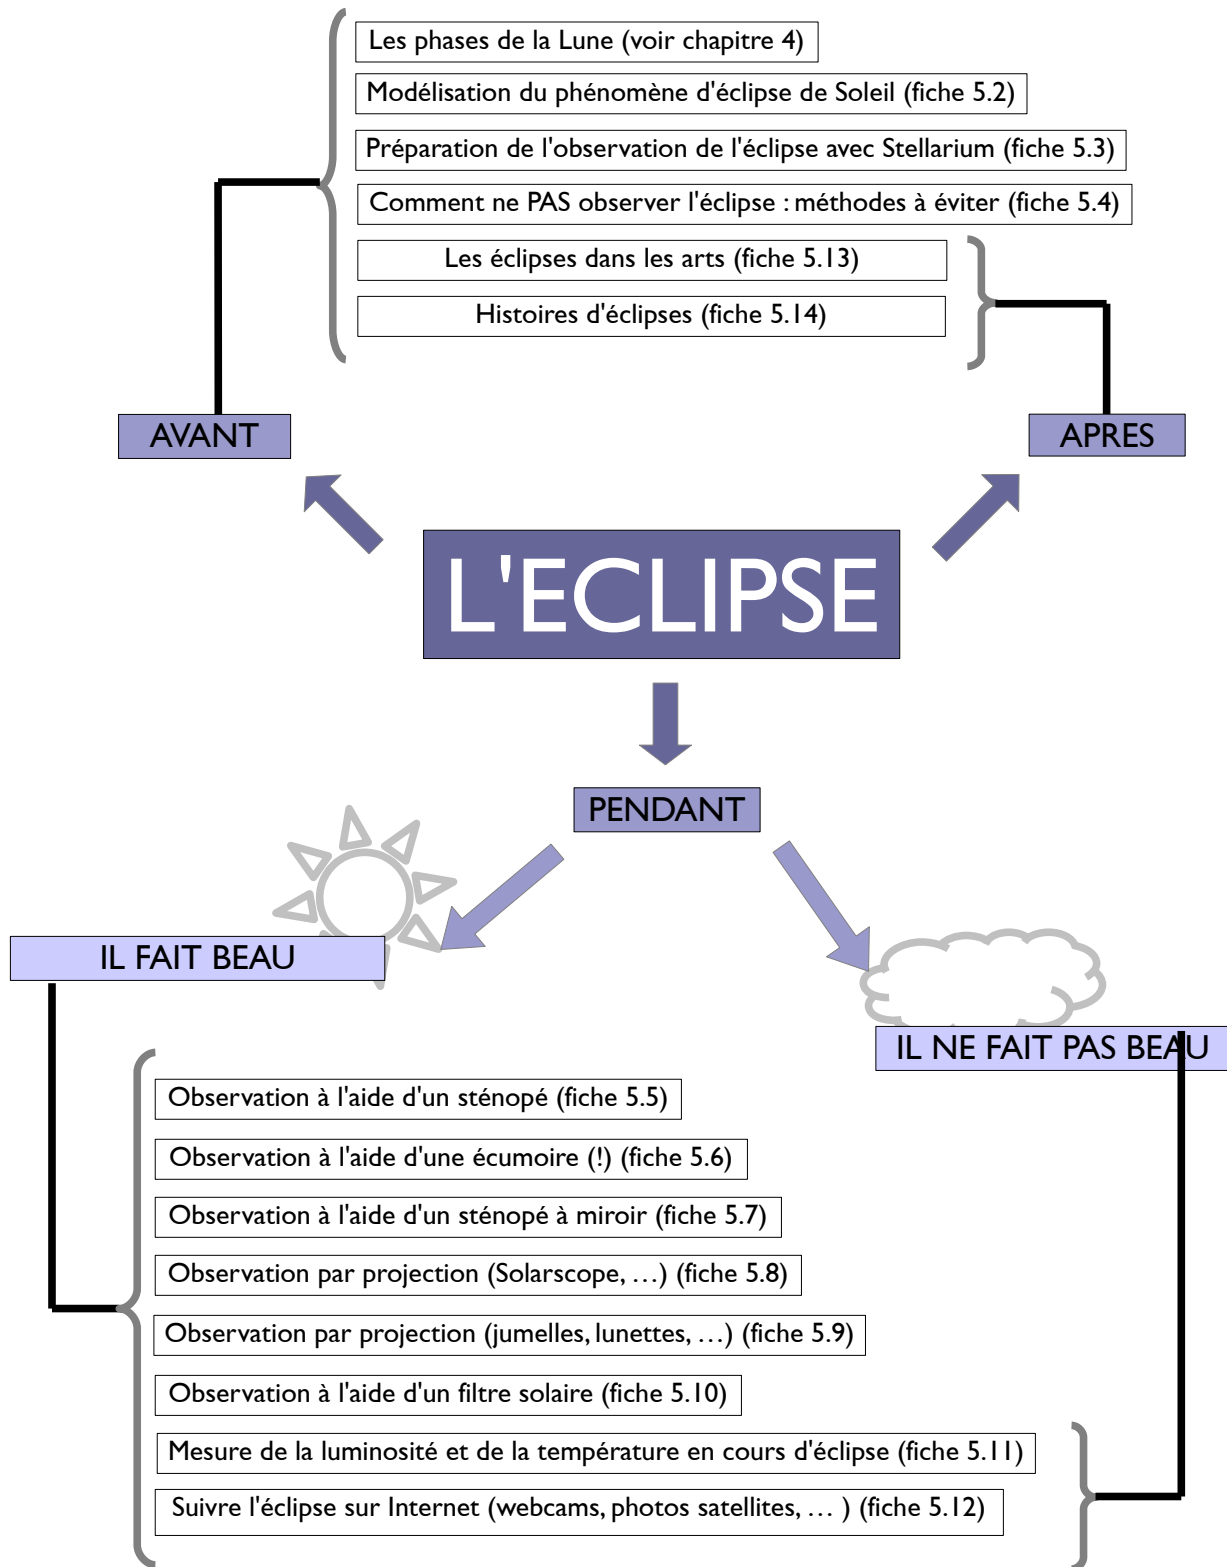 Les phases de la Lune (voir chapitre 4)
Modélisation du phénomène d'éclipse de Soleil (fiche 5.2)
Préparation de l'observation de l'éclipse avec Stellarium (fiche 5.3)
Comment ne PAS observer l'éclipse : méthodes à éviter (fiche 5.4)
Les éclipses dans les arts (fiche 5.13)
Histoires d'éclipses (fiche 5.14)
AVANT
APRES
L'ECLIPSE
PENDANT
IL FAIT BEAU
IL NE FAIT PAS BEAU
Observation à l'aide d'un sténopé (fiche 5.5)
Observation à l'aide d'une écumoire (!) (fiche 5.6)
Observation à l'aide d'un sténopé à miroir (fiche 5.7)
Observation par projection (Solarscope, …) (fiche 5.8)
Observation par projection (jumelles, lunettes, …) (fiche 5.9)
Observation à l'aide d'un filtre solaire (fiche 5.10)
Mesure de la luminosité et de la température en cours d'éclipse (fiche 5.11)
Suivre l'éclipse sur Internet (webcams, photos satellites, … ) (fiche 5.12)